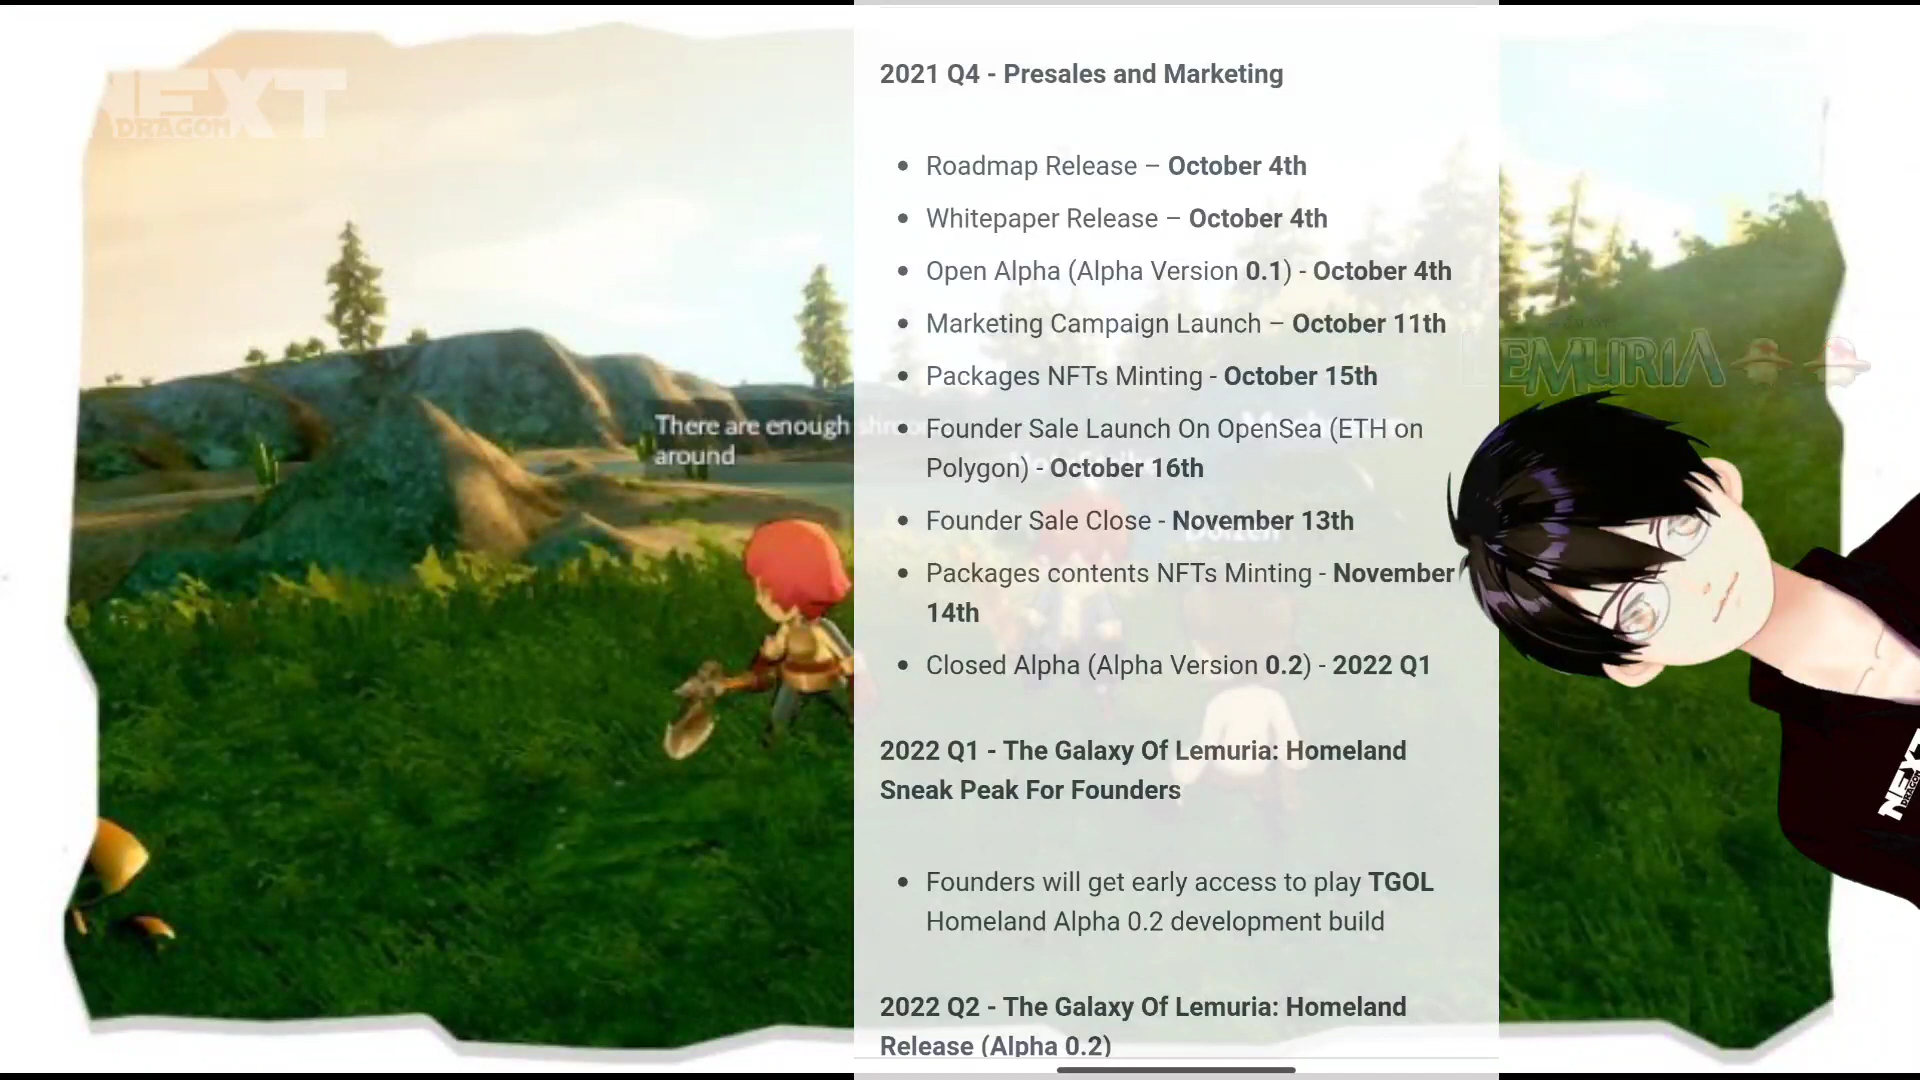 NEXT
DRAGON
2021 Q4 - Presales and Marketing
Roadmap Release – October 4th
Whitepaper Release – October 4th
Open Alpha (Alpha Version 0.1) - October 4th
Marketing Campaign Launch – October 11th
Packages NFTs Minting - October 15th
Founder Sale Launch On OpenSea (ETH on
Polygon) - October 16th
Founder Sale Close - November 13th
Packages contents NFTs Minting - November
14th
Closed Alpha (Alpha Version 0.2) - 2022 Q1
2022 Q1 - The Galaxy Of Lemuria: Homeland
Sneak Peak For Founders
Founders will get early access to play TGOL
Homeland Alpha 0.2 development build
2022 Q2 - The Galaxy Of Lemuria: Homeland
Release (Alpha 0.2)
There are enough
around
LEMURIA
NEXT
DRAGON